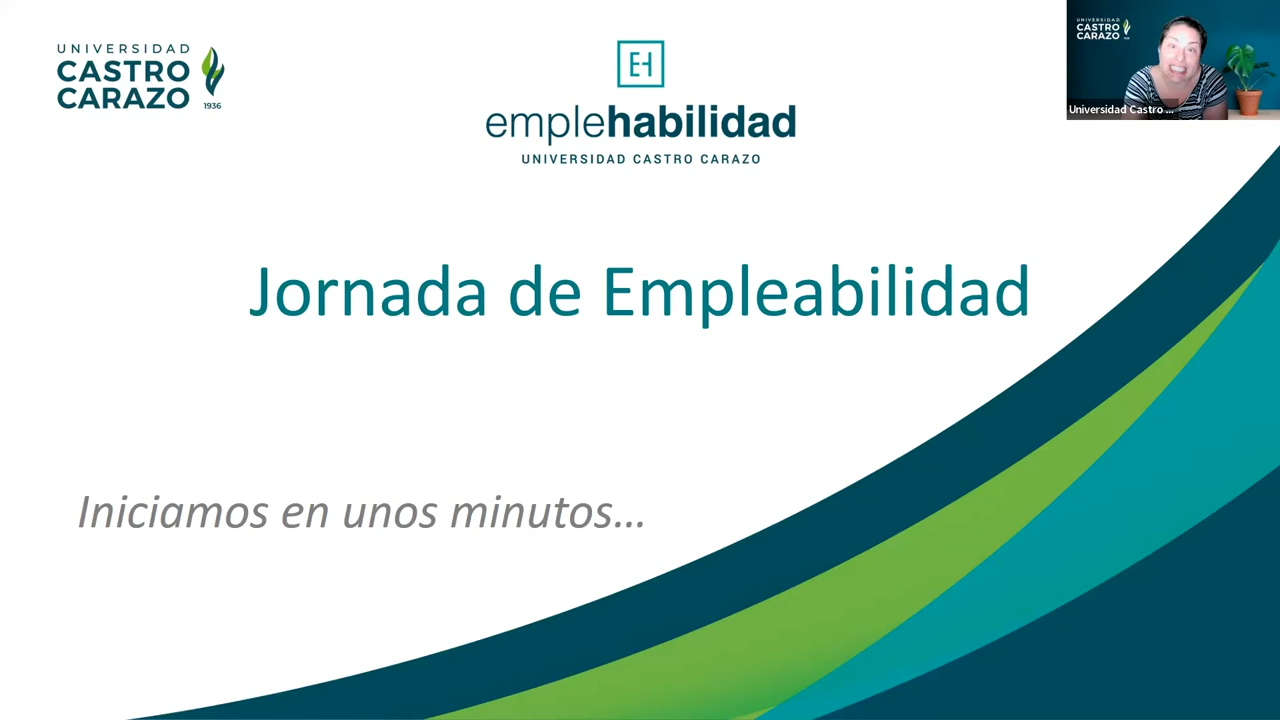 UNIVERSIDAD
CASTRO
CARAZO
1936
EH
emplehabilidad
UNIVERSIDAD CASTRO CARAZO
UNIVERSIDAD
CASTRO
CARAZO
Universidad Castro ...
Jornada de Empleabilidad
Iniciamos en unos minutos...